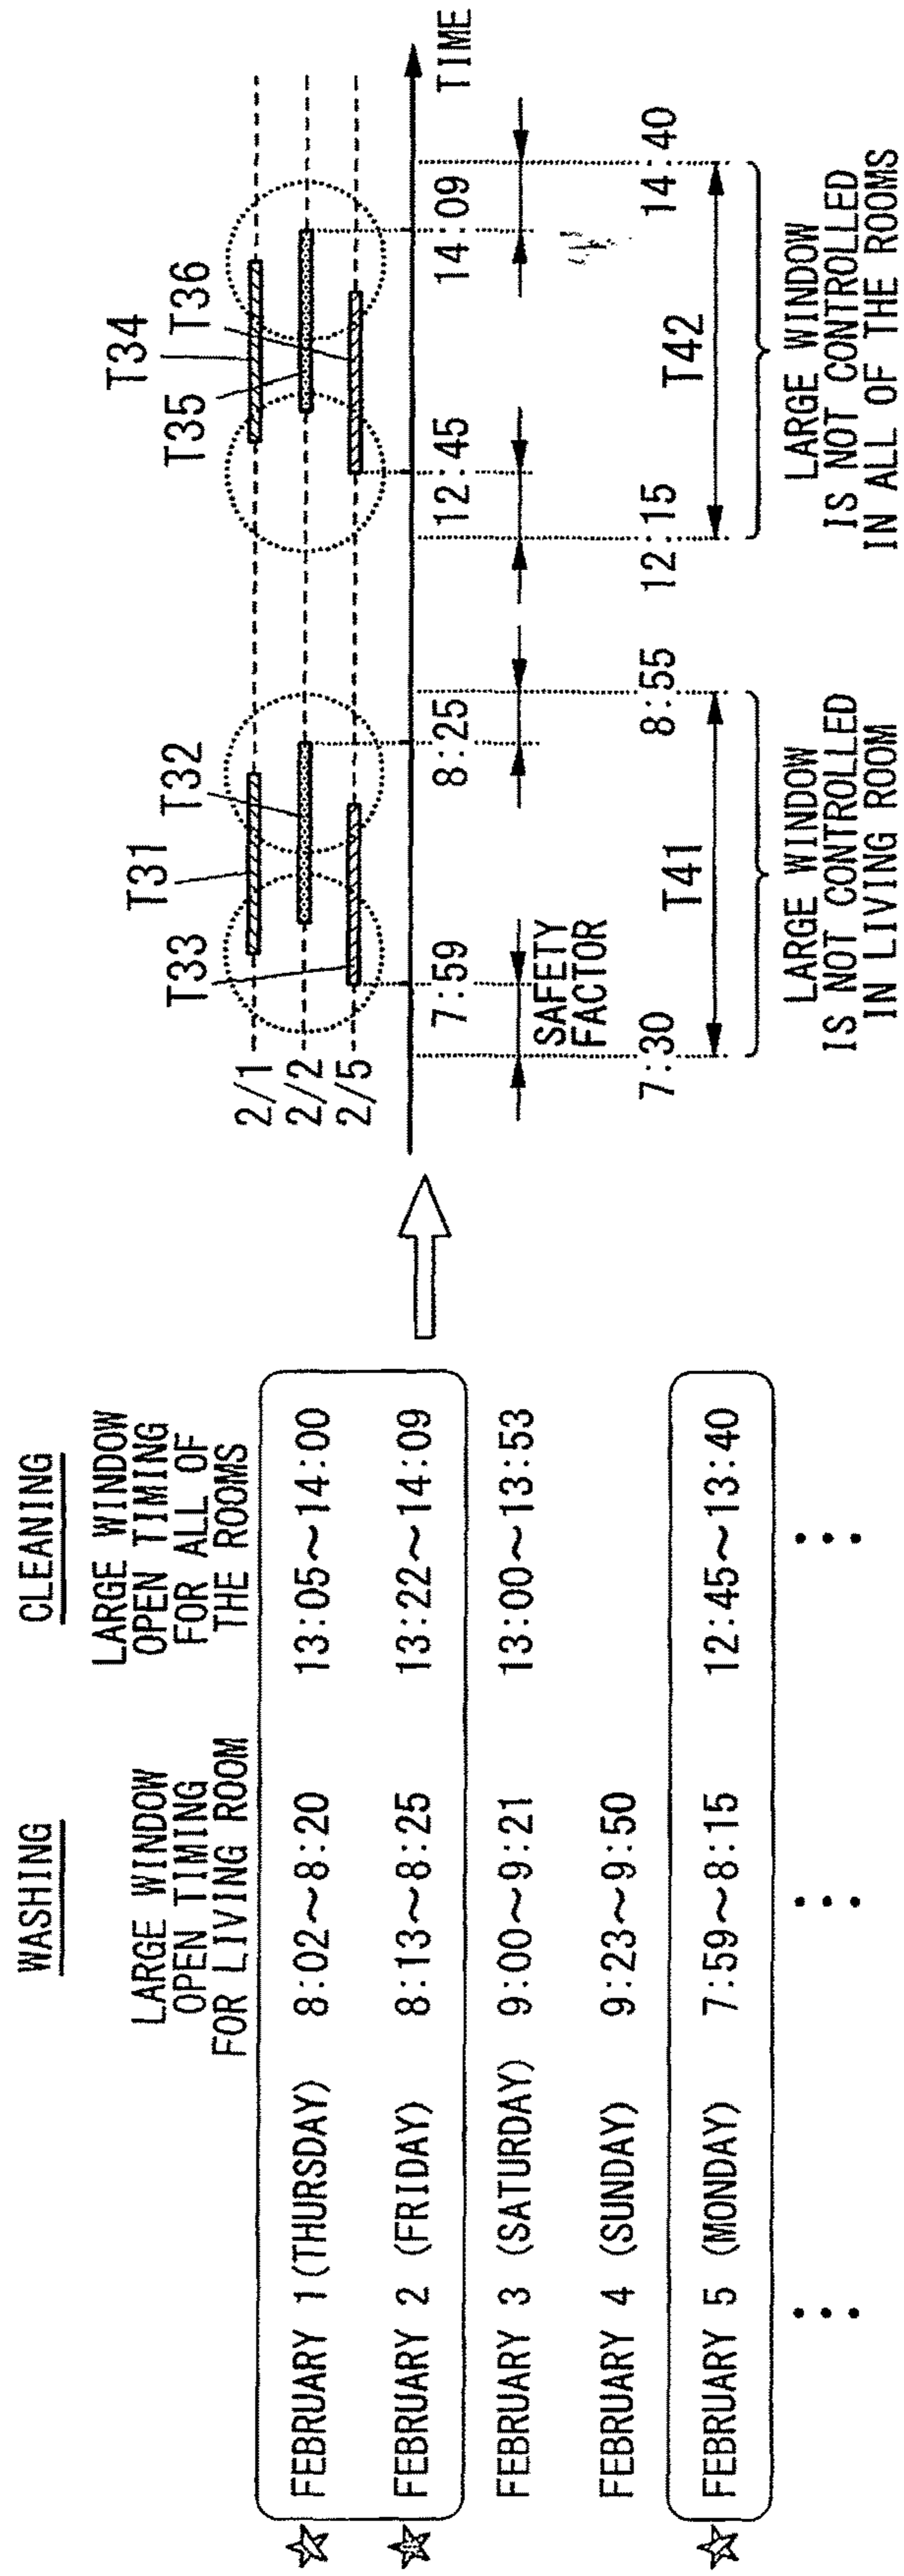 WASHING
CLEANING
LARGE WINDOW
OPEN TIMING
FOR LIVING ROOM
LARGE WINDOW
OPEN TIMING
FOR ALL OF
THE ROOMS
FEBRUARY 1(THURSDAY) 8:02~8:20 13:05~14:00
FEBRUARY 2 (FRIDAY) 8:13~8:25 13:22~14:09
FEBRUARY 3 (SATURDAY) 9:00~9:21 13:00~13:53
FEBRUARY 4 (SUNDAY) 9:23~9:50
FEBRUARY 5 (MONDAY) 7:59~8:15 12:45~13:40
T31
T33
T32
T34
T35
T36
2/1
2/2
2/5
TIME
7:59
8:25
12:45
14:09
SAFETY
FACTOR
7:30
8:55
12:15
14:40
T41
T42
LARGE WINDOW
IS NOT CONTROLLED
IN LIVING ROOM
LARGE WINDOW
IS NOT CONTROLLED
IN ALL OF THE ROOMS